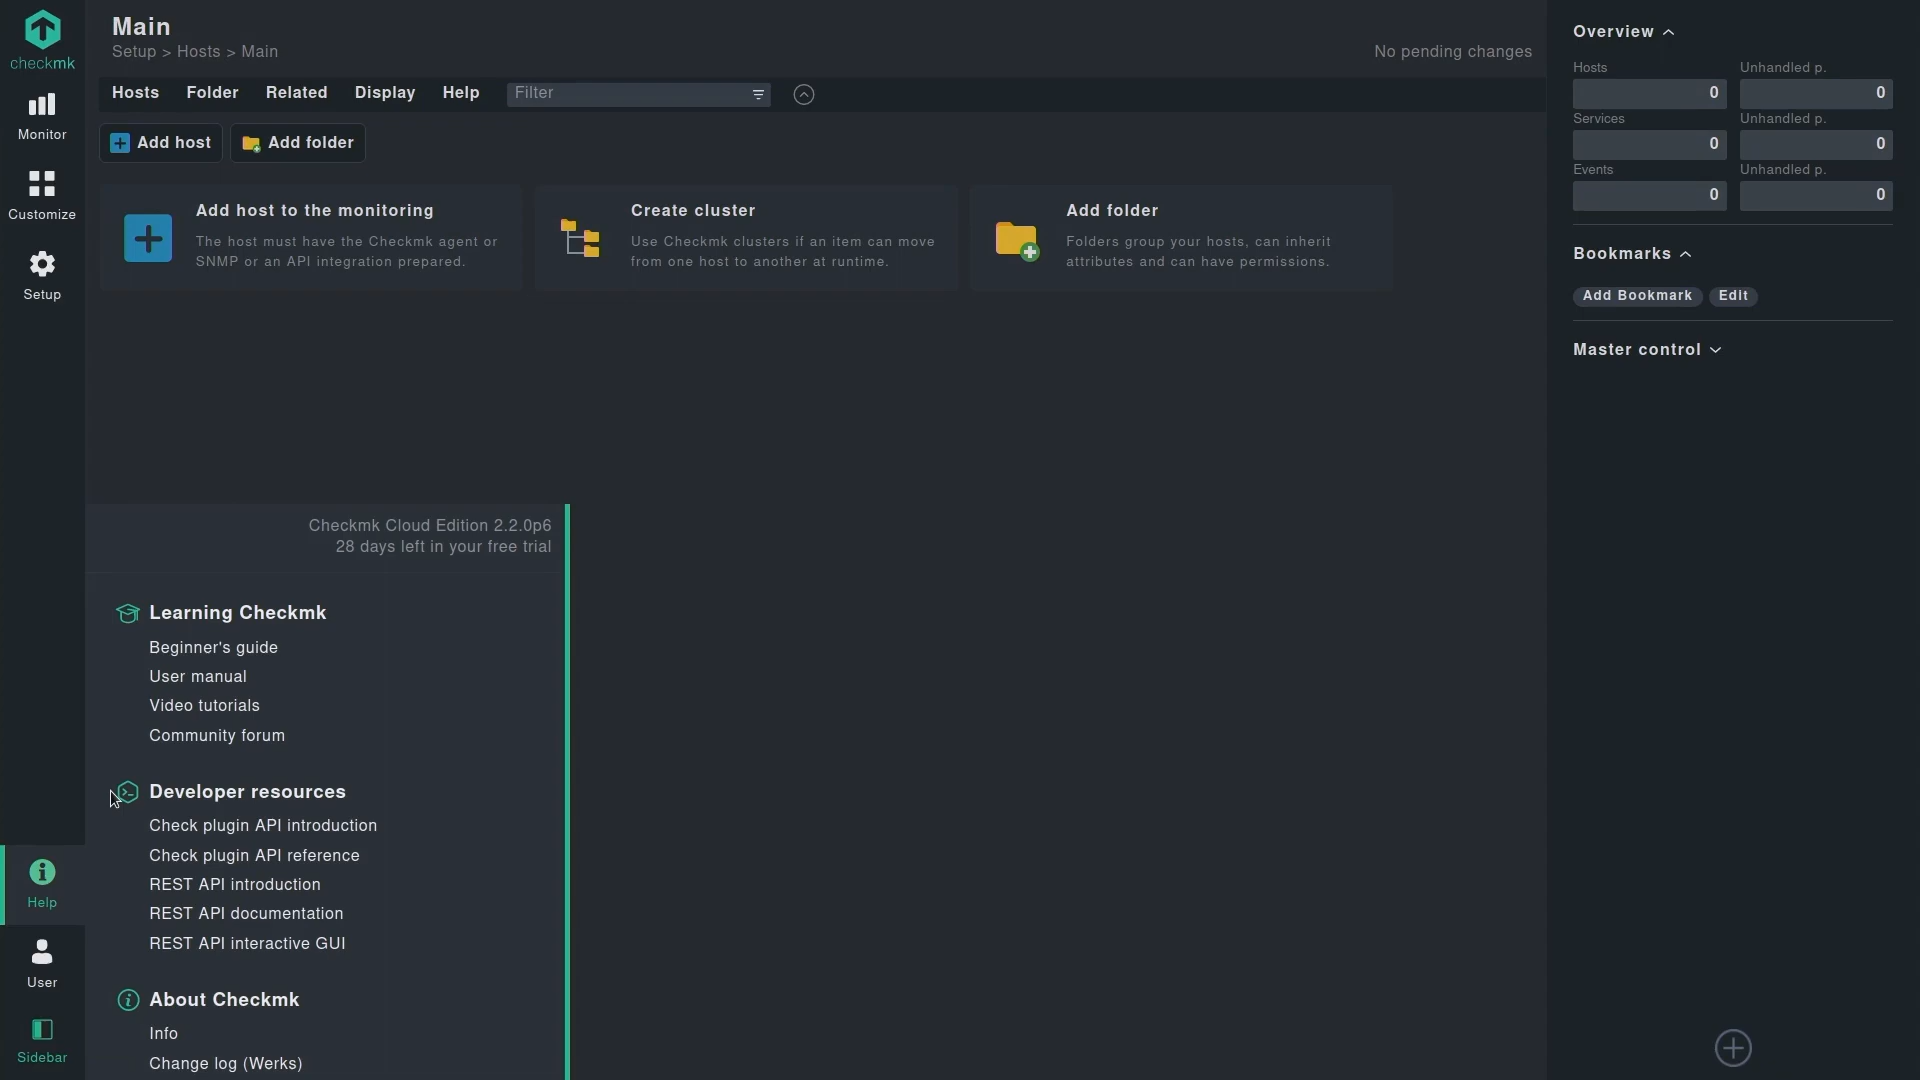 checkmk
Monitor
Customize
Setup
Help
User
Sidebar
Main
Setup > Hosts > Main
No pending changes
Hosts
Folder
Related
Display
Help
Filter
Add host
Add folder
Add host to the monitoring
The host must have the Checkmk agent or
SNMP or an API integration prepared.
Create cluster
Use Checkmk clusters if an item can move
from one host to another at runtime.
Add folder
Folders group your hosts, can inherit
attributes and can have permissions.
Checkmk Cloud Edition 2.2.0p6
28 days left in your free trial
Learning Checkmk
Beginner's guide
User manual
Video tutorials
Community forum
Developer resources
Check plugin API introduction
Check plugin API reference
REST API introduction
REST API documentation
REST API interactive GUI
About Checkmk
Info
Change log (Werks)
Overview
Hosts Unhandled p.
0 0
Services Unhandled p.
0 0
Events Unhandled p.
0 0
Bookmarks
Add Bookmark Edit
Master control